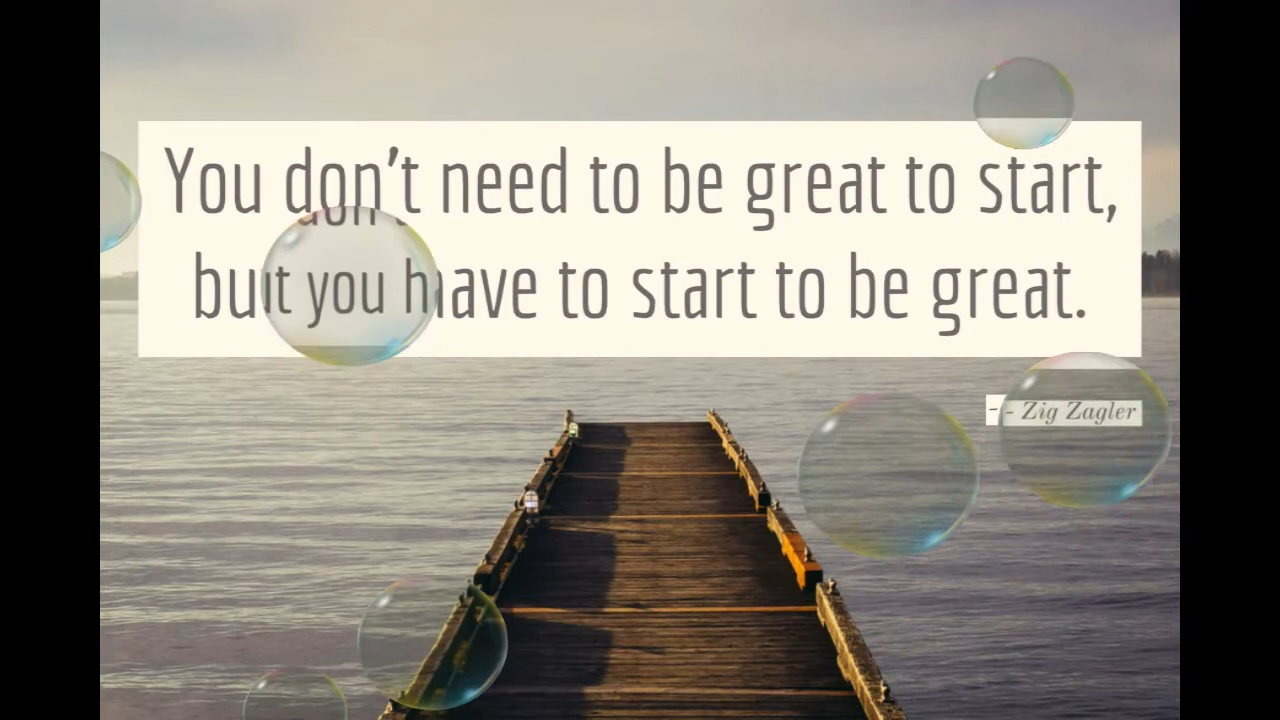 You don't need to be great to start,
but you have to start to be great.
- Zig Zagler